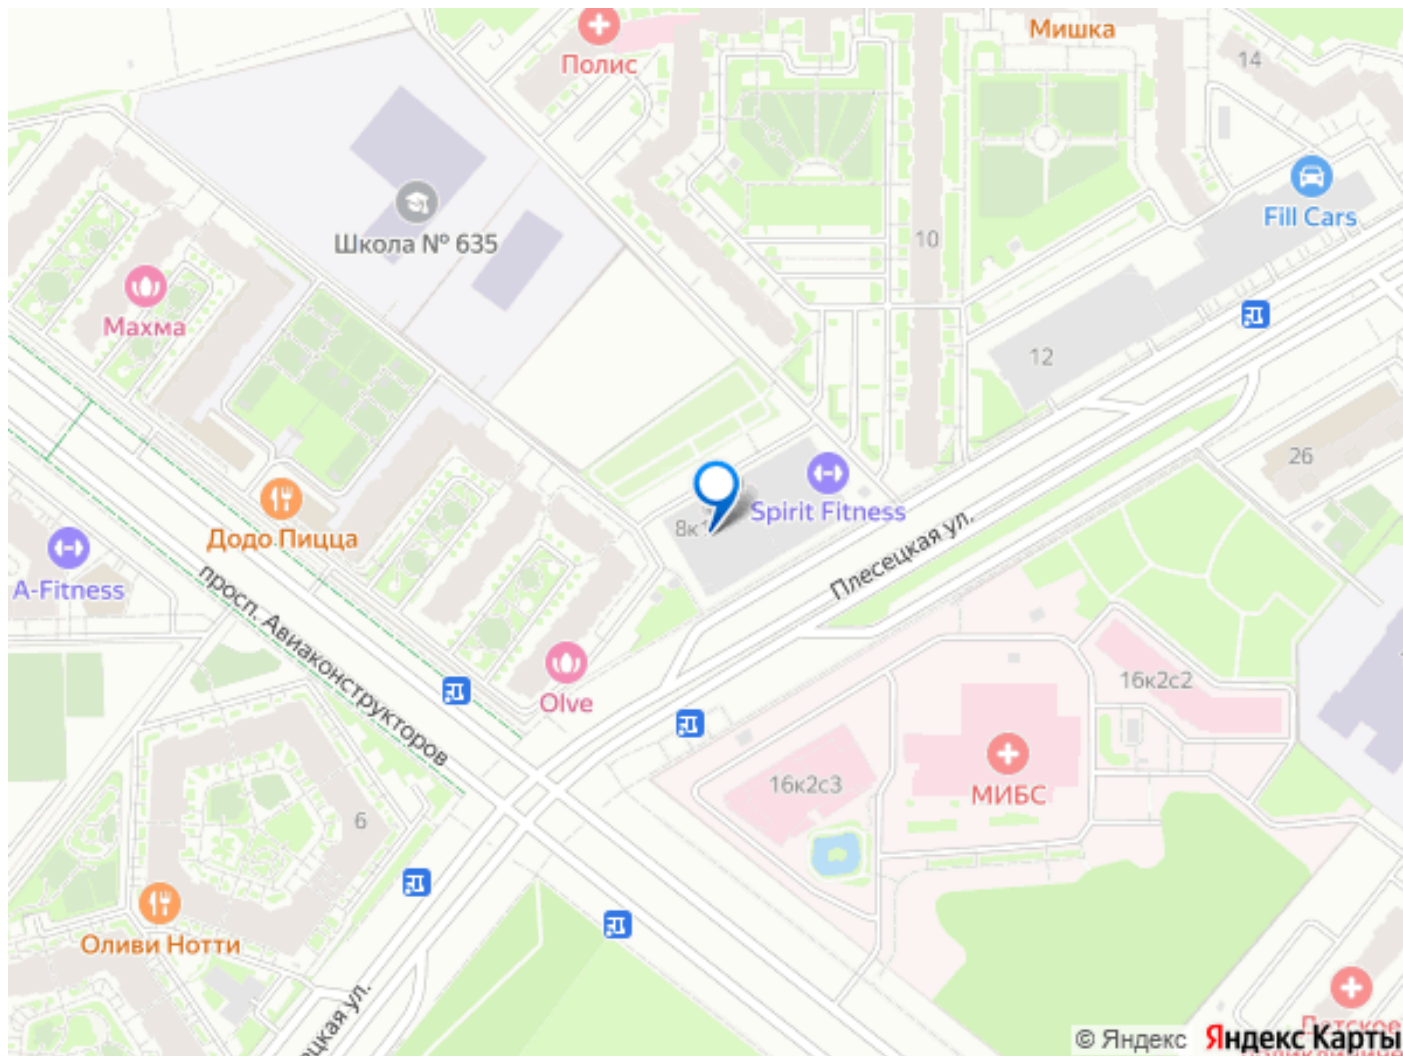 Мишка
Полис
14
Fill Cars
Школа № 635
10
Махма
12
26
Spirit Fitness
8к1
Додо Пицца
Плесецкая ул.
A-Fitness
просп. Авиаконструкторов
Olve
16к2с2
16к2с3
МИБС
6
Оливи Нотти
© Яндекс
Яндекс Карты